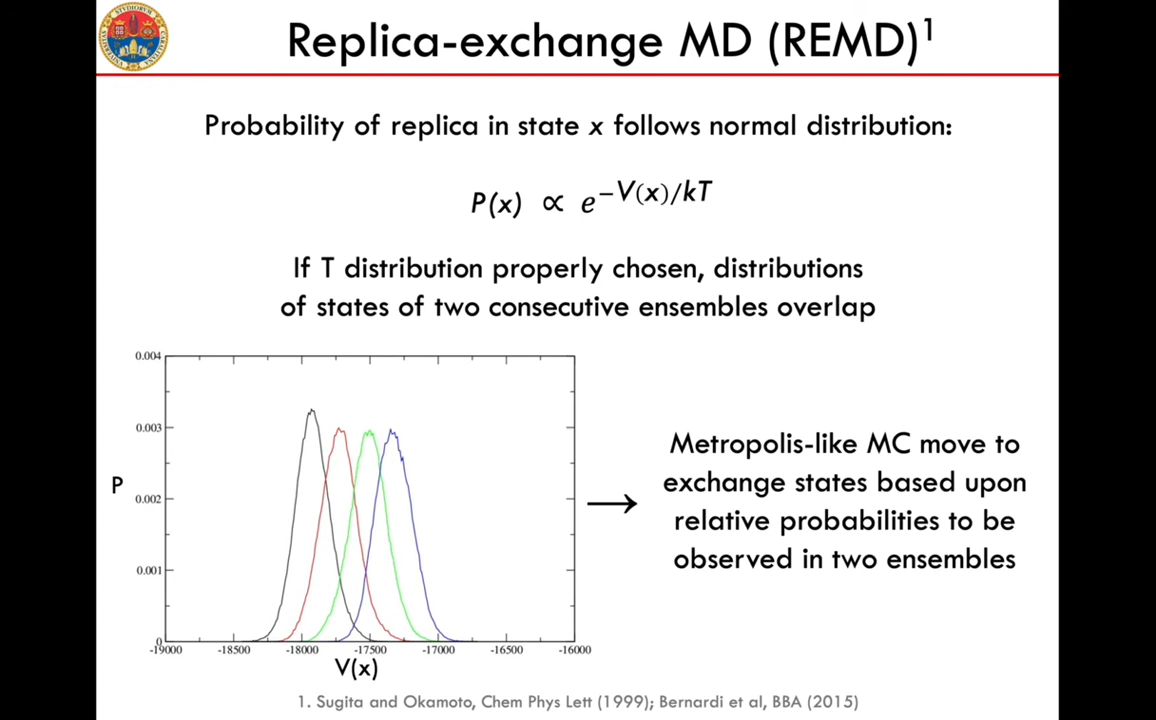 Replica-exchange MD (REMD)¹
Probability of replica in state x follows normal distribution:
P(x) ∝ e^−V(x)/kT
If T distribution properly chosen, distributions
of states of two consecutive ensembles overlap
0.004
0.003
0.002
0.001
0
P
-19000 -18500 -18000 -17500 -17000 -16500 -16000
V(x)
→
Metropolis-like MC move to
exchange states based upon
relative probabilities to be
observed in two ensembles
1. Sugita and Okamoto, Chem Phys Lett (1999); Bernardi et al, BBA (2015)